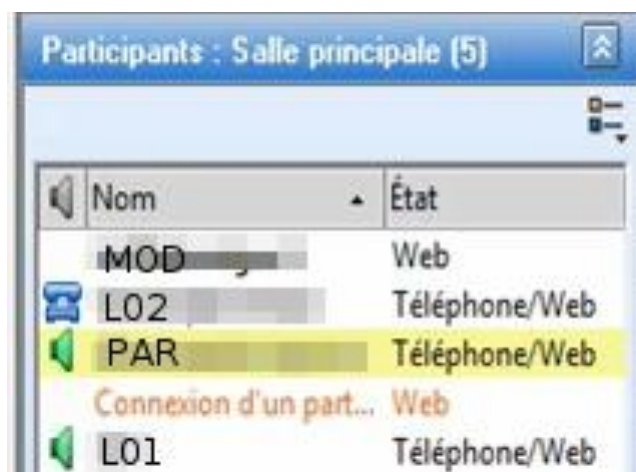 Participants : Salle principale (5)
Nom État
MOD Web
L02 Téléphone/Web
PAR Téléphone/Web
Connexion d'un part... Web
L01 Téléphone/Web